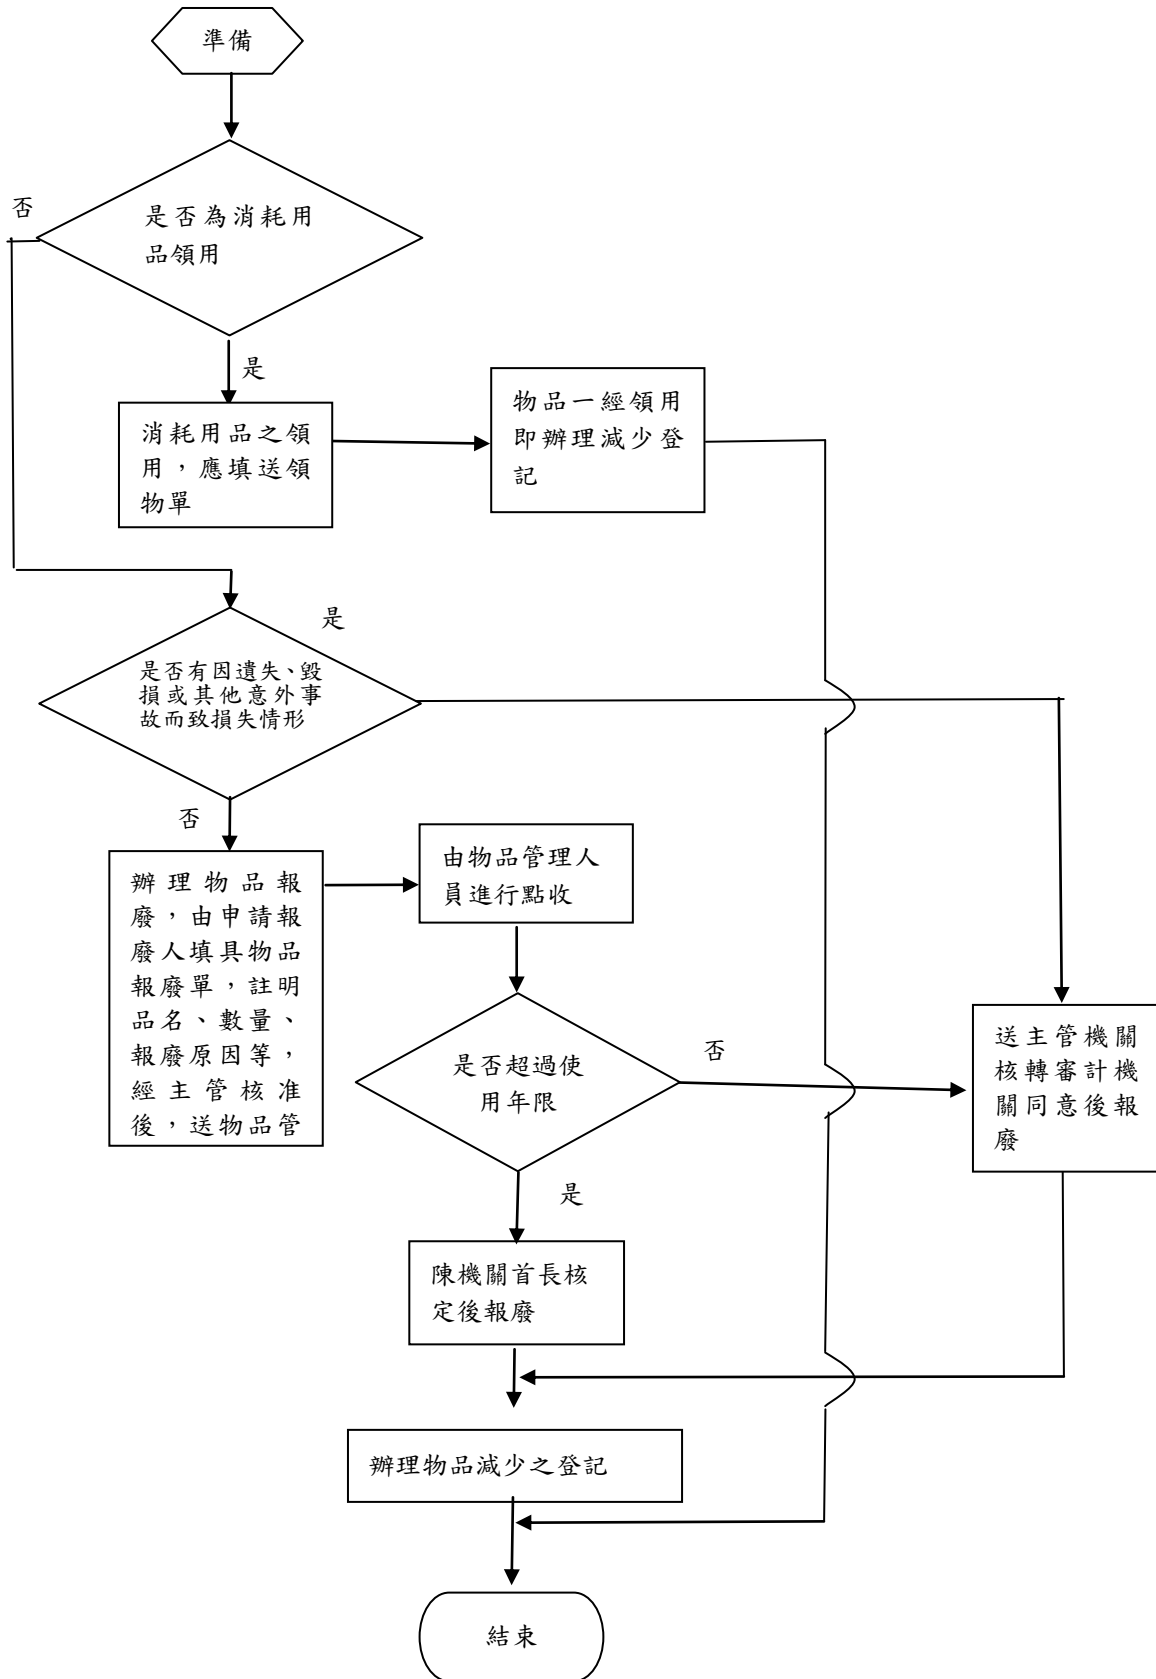 準備
否
是否為消耗用
品領用
是
消耗用品之領
用，應填送領
物單
物品一經領用
即辦理減少登
記
是
是否有因遺失、毀
損或其他意外事
故而致損失情形
否
辦理物品報
廢，由申請報
廢人填具物品
報廢單，註明
品名、數量、
報廢原因等，
經主管核准
後，送物品管
由物品管理人
員進行點收
是否超過使
用年限
否
送主管機關
核轉審計機
關同意後報
廢
是
陳機關首長核
定後報廢
辦理物品減少之登記
結束